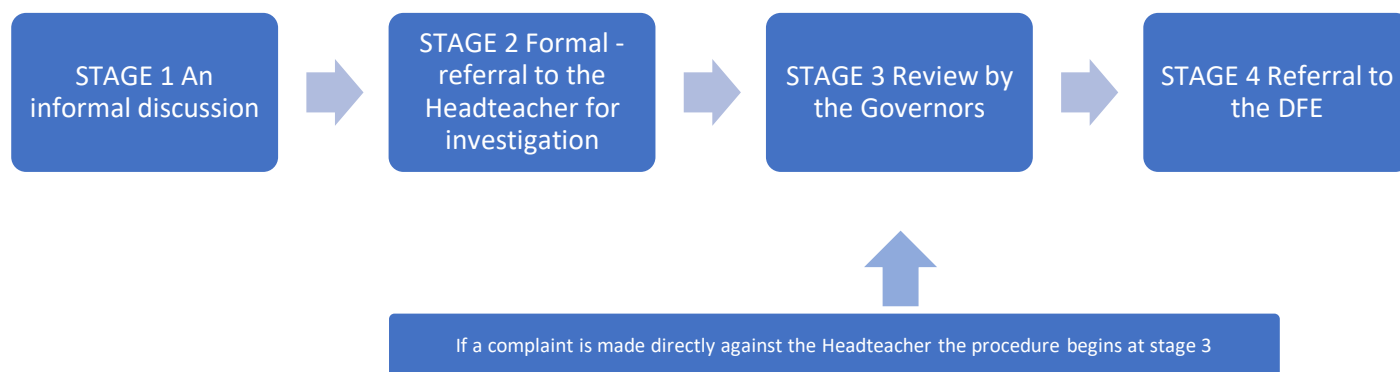 STAGE 1 An
informal discussion
STAGE 2 Formal -
referral to the
Headteacher for
investigation
STAGE 3 Review by
the Governors
STAGE 4 Referral to
the DFE
If a complaint is made directly against the Headteacher the procedure begins at stage 3